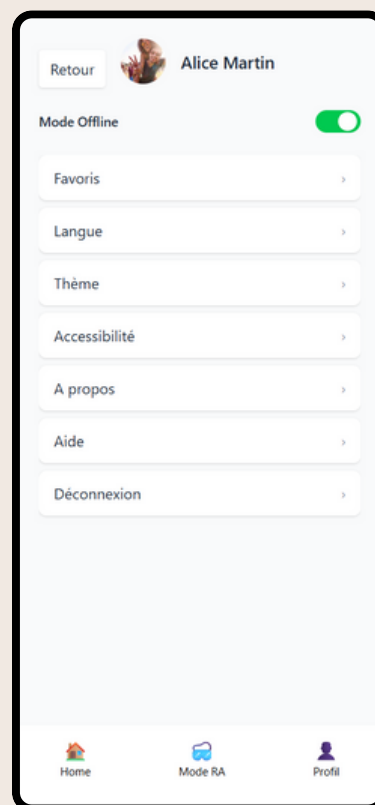 Retour
Alice Martin
Mode Offline
Favoris
Langue
Thème
Accessibilité
A propos
Aide
Déconnexion
Home
Mode RA
Profil